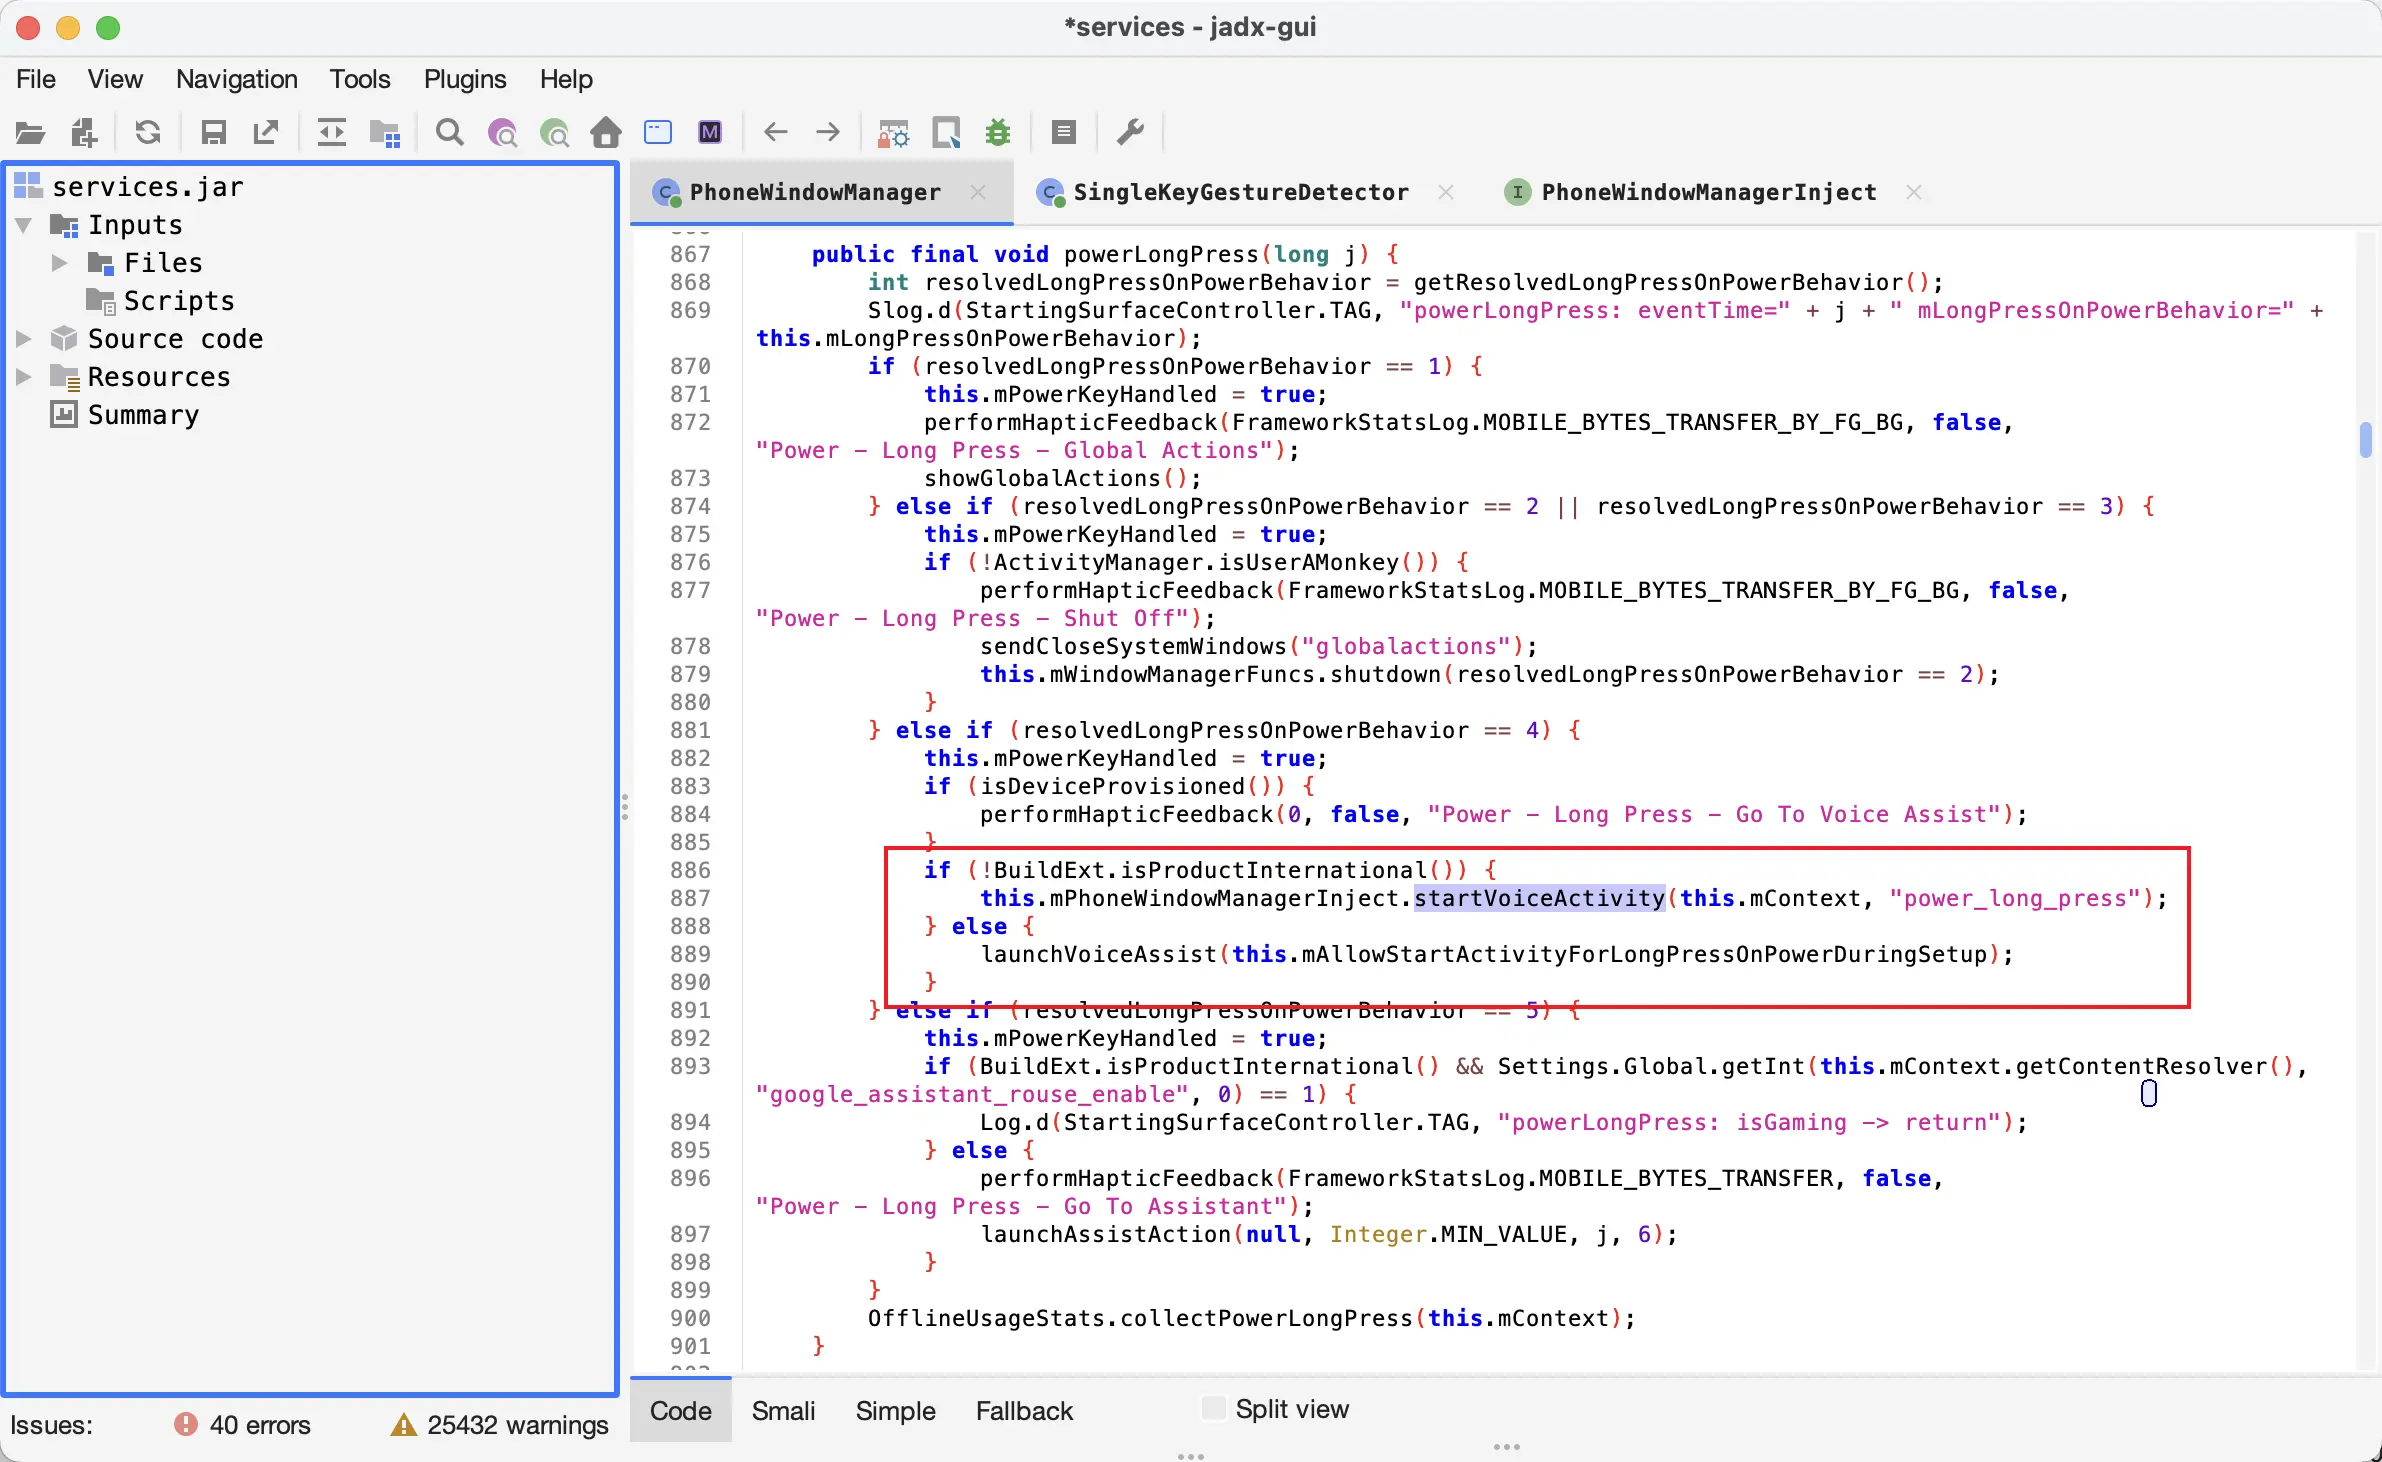 *services - jadx-gui
File View Navigation Tools Plugins Help
services.jar
Inputs
Files
Scripts
Source code
Resources
Summary
PhoneWindowManager
SingleKeyGestureDetector
PhoneWindowManagerInject
867 public final void powerLongPress(long j) {
868 int resolvedLongPressOnPowerBehavior = getResolvedLongPressOnPowerBehavior();
869 Slog.d(StartingSurfaceController.TAG, "powerLongPress: eventTime=" + j + " mLongPressOnPowerBehavior=" +
this.mLongPressOnPowerBehavior);
870 if (resolvedLongPressOnPowerBehavior == 1) {
871 this.mPowerKeyHandled = true;
872 performHapticFeedback(FrameworkStatsLog.MOBILE_BYTES_TRANSFER_BY_FG_BG, false,
"Power - Long Press - Global Actions");
873 showGlobalActions();
874 } else if (resolvedLongPressOnPowerBehavior == 2 || resolvedLongPressOnPowerBehavior == 3) {
875 this.mPowerKeyHandled = true;
876 if (!ActivityManager.isUserAMonkey()) {
877 performHapticFeedback(FrameworkStatsLog.MOBILE_BYTES_TRANSFER_BY_FG_BG, false,
"Power - Long Press - Shut Off");
878 sendCloseSystemWindows("globalactions");
879 this.mWindowManagerFuncs.shutdown(resolvedLongPressOnPowerBehavior == 2);
880 }
881 } else if (resolvedLongPressOnPowerBehavior == 4) {
882 this.mPowerKeyHandled = true;
883 if (isDeviceProvisioned()) {
884 performHapticFeedback(0, false, "Power - Long Press - Go To Voice Assist");
885 }
886 if (!BuildExt.isProductInternational()) {
887 this.mPhoneWindowManagerInject.startVoiceActivity(this.mContext, "power_long_press");
888 } else {
889 launchVoiceAssist(this.mAllowStartActivityForLongPressOnPowerDuringSetup);
890 }
891 } else if (resolvedLongPressOnPowerBehavior == 5) {
892 this.mPowerKeyHandled = true;
893 if (BuildExt.isProductInternational() && Settings.Global.getInt(this.mContext.getContentResolver(),
"google_assistant_rouse_enable", 0) == 1) {
894 Log.d(StartingSurfaceController.TAG, "powerLongPress: isGaming -> return");
895 } else {
896 performHapticFeedback(FrameworkStatsLog.MOBILE_BYTES_TRANSFER, false,
"Power - Long Press - Go To Assistant");
897 launchAssistAction(null, Integer.MIN_VALUE, j, 6);
898 }
899 }
900 OfflineUsageStats.collectPowerLongPress(this.mContext);
901 }
Issues: 40 errors 25432 warnings
Code Smali Simple Fallback Split view